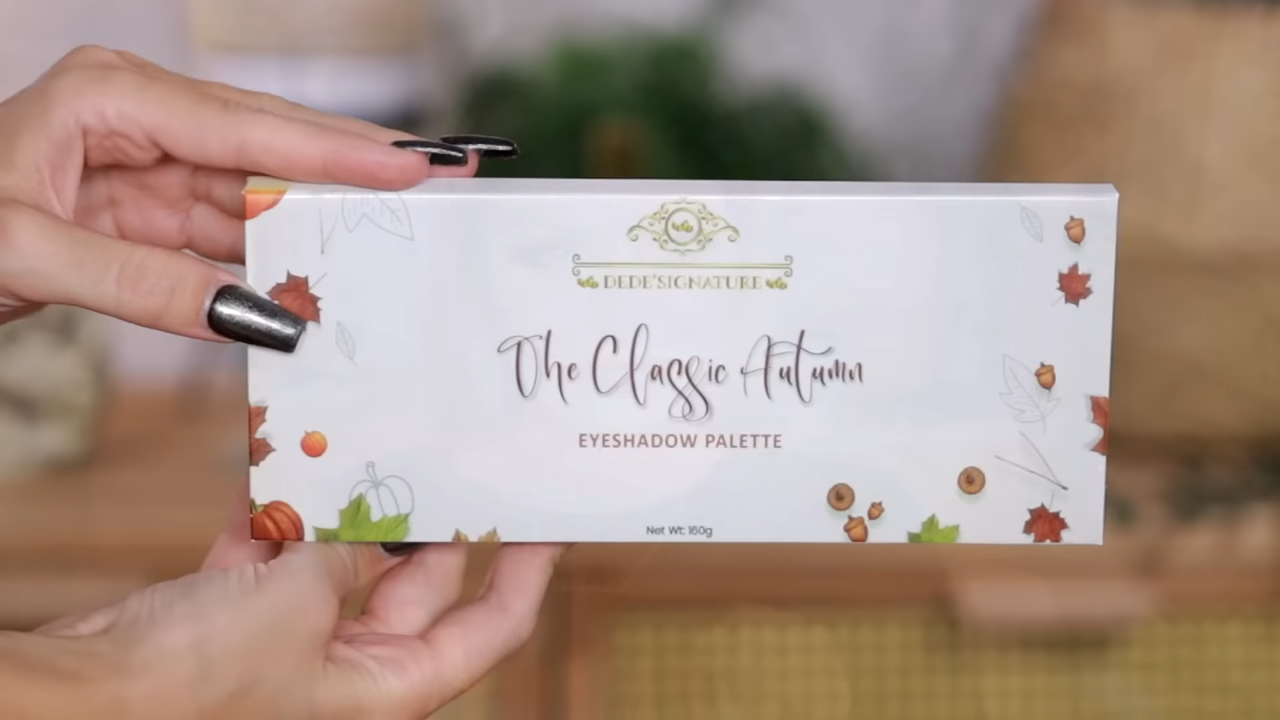 DEDE'SIGNATURE
The Classic Autumn
EYESHADOW PALETTE
Net Wt: 160g